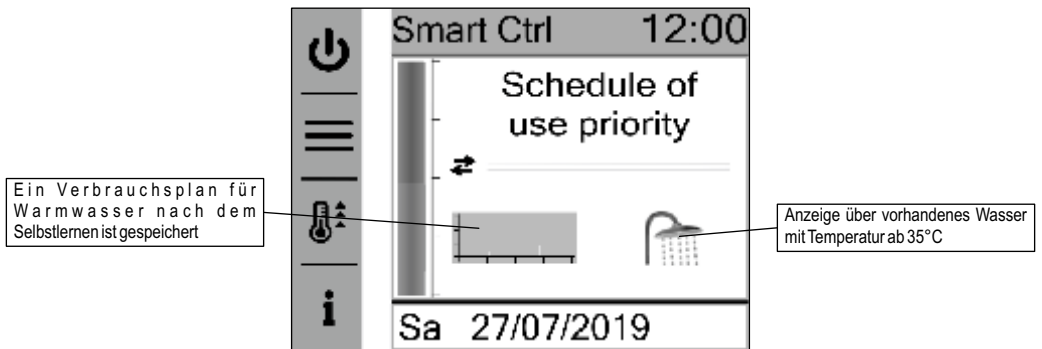 Smart Ctrl 12:00
Schedule of
use priority
Ein Verbrauchsplan für
Warmwasser nach dem
Selbstlernen ist gespeichert
Anzeige über vorhandenes Wasser
mit Temperatur ab 35°C
i
Sa 27/07/2019